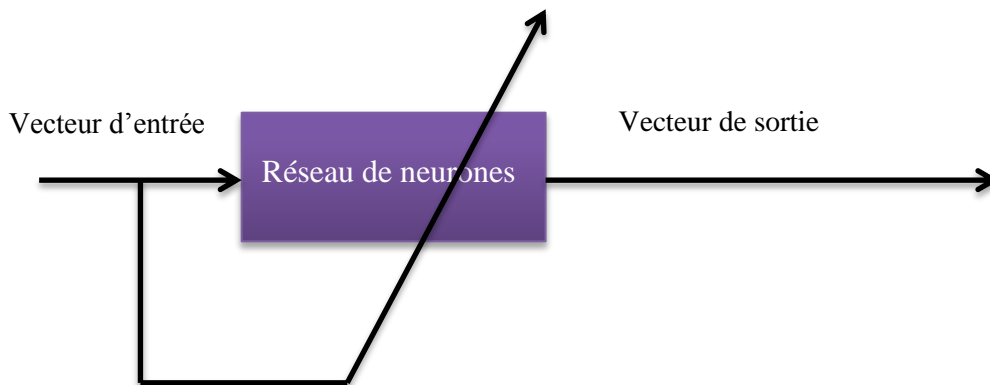 Vecteur d’entrée
Vecteur de sortie
Réseau de neurones